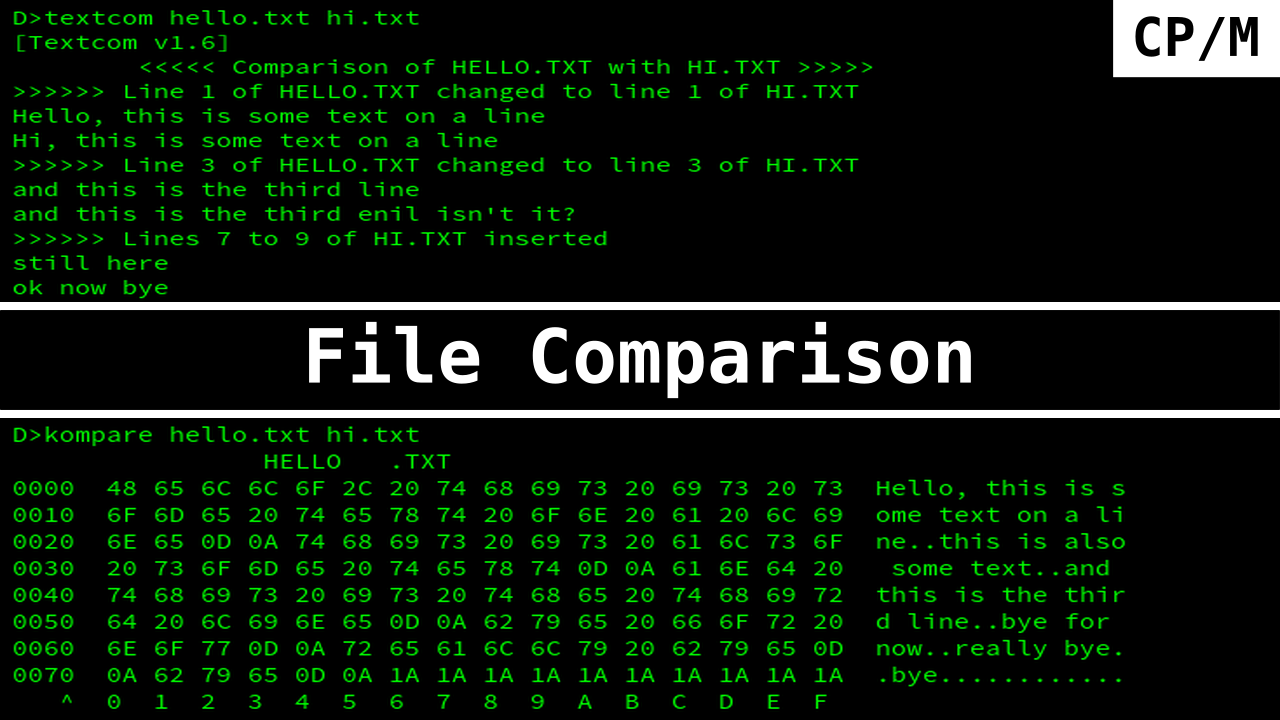 D>textcom hello.txt hi.txt
CP/M
[Textcom v1.6]
        <<<<< Comparison of HELLO.TXT with HI.TXT >>>>>
>>>>>> Line 1 of HELLO.TXT changed to line 1 of HI.TXT
Hello, this is some text on a line
Hi, this is some text on a line
>>>>>> Line 3 of HELLO.TXT changed to line 3 of HI.TXT
and this is the third line
and this is the third enil isn't it?
>>>>>> Lines 7 to 9 of HI.TXT inserted
still here
ok now bye
File Comparison
D>kompare hello.txt hi.txt
                HELLO   .TXT
0000  48 65 6C 6C 6F 2C 20 74 68 69 73 20 69 73 20 73  Hello, this is s
0010  6F 6D 65 20 74 65 78 74 20 6F 6E 20 61 20 6C 69  ome text on a li
0020  6E 65 0D 0A 74 68 69 73 20 69 73 20 61 6C 73 6F  ne..this is also
0030  20 73 6F 6D 65 20 74 65 78 74 0D 0A 61 6E 64 20   some text..and
0040  74 68 69 73 20 69 73 20 74 68 65 20 74 68 69 72  this is the thir
0050  64 20 6C 69 6E 65 0D 0A 62 79 65 20 66 6F 72 20  d line..bye for
0060  6E 6F 77 0D 0A 72 65 61 6C 6C 79 20 62 79 65 0D  now..really bye.
0070  0A 62 79 65 0D 0A 1A 1A 1A 1A 1A 1A 1A 1A 1A 1A  .bye............
   ^  0  1  2  3  4  5  6  7  8  9  A  B  C  D  E  F